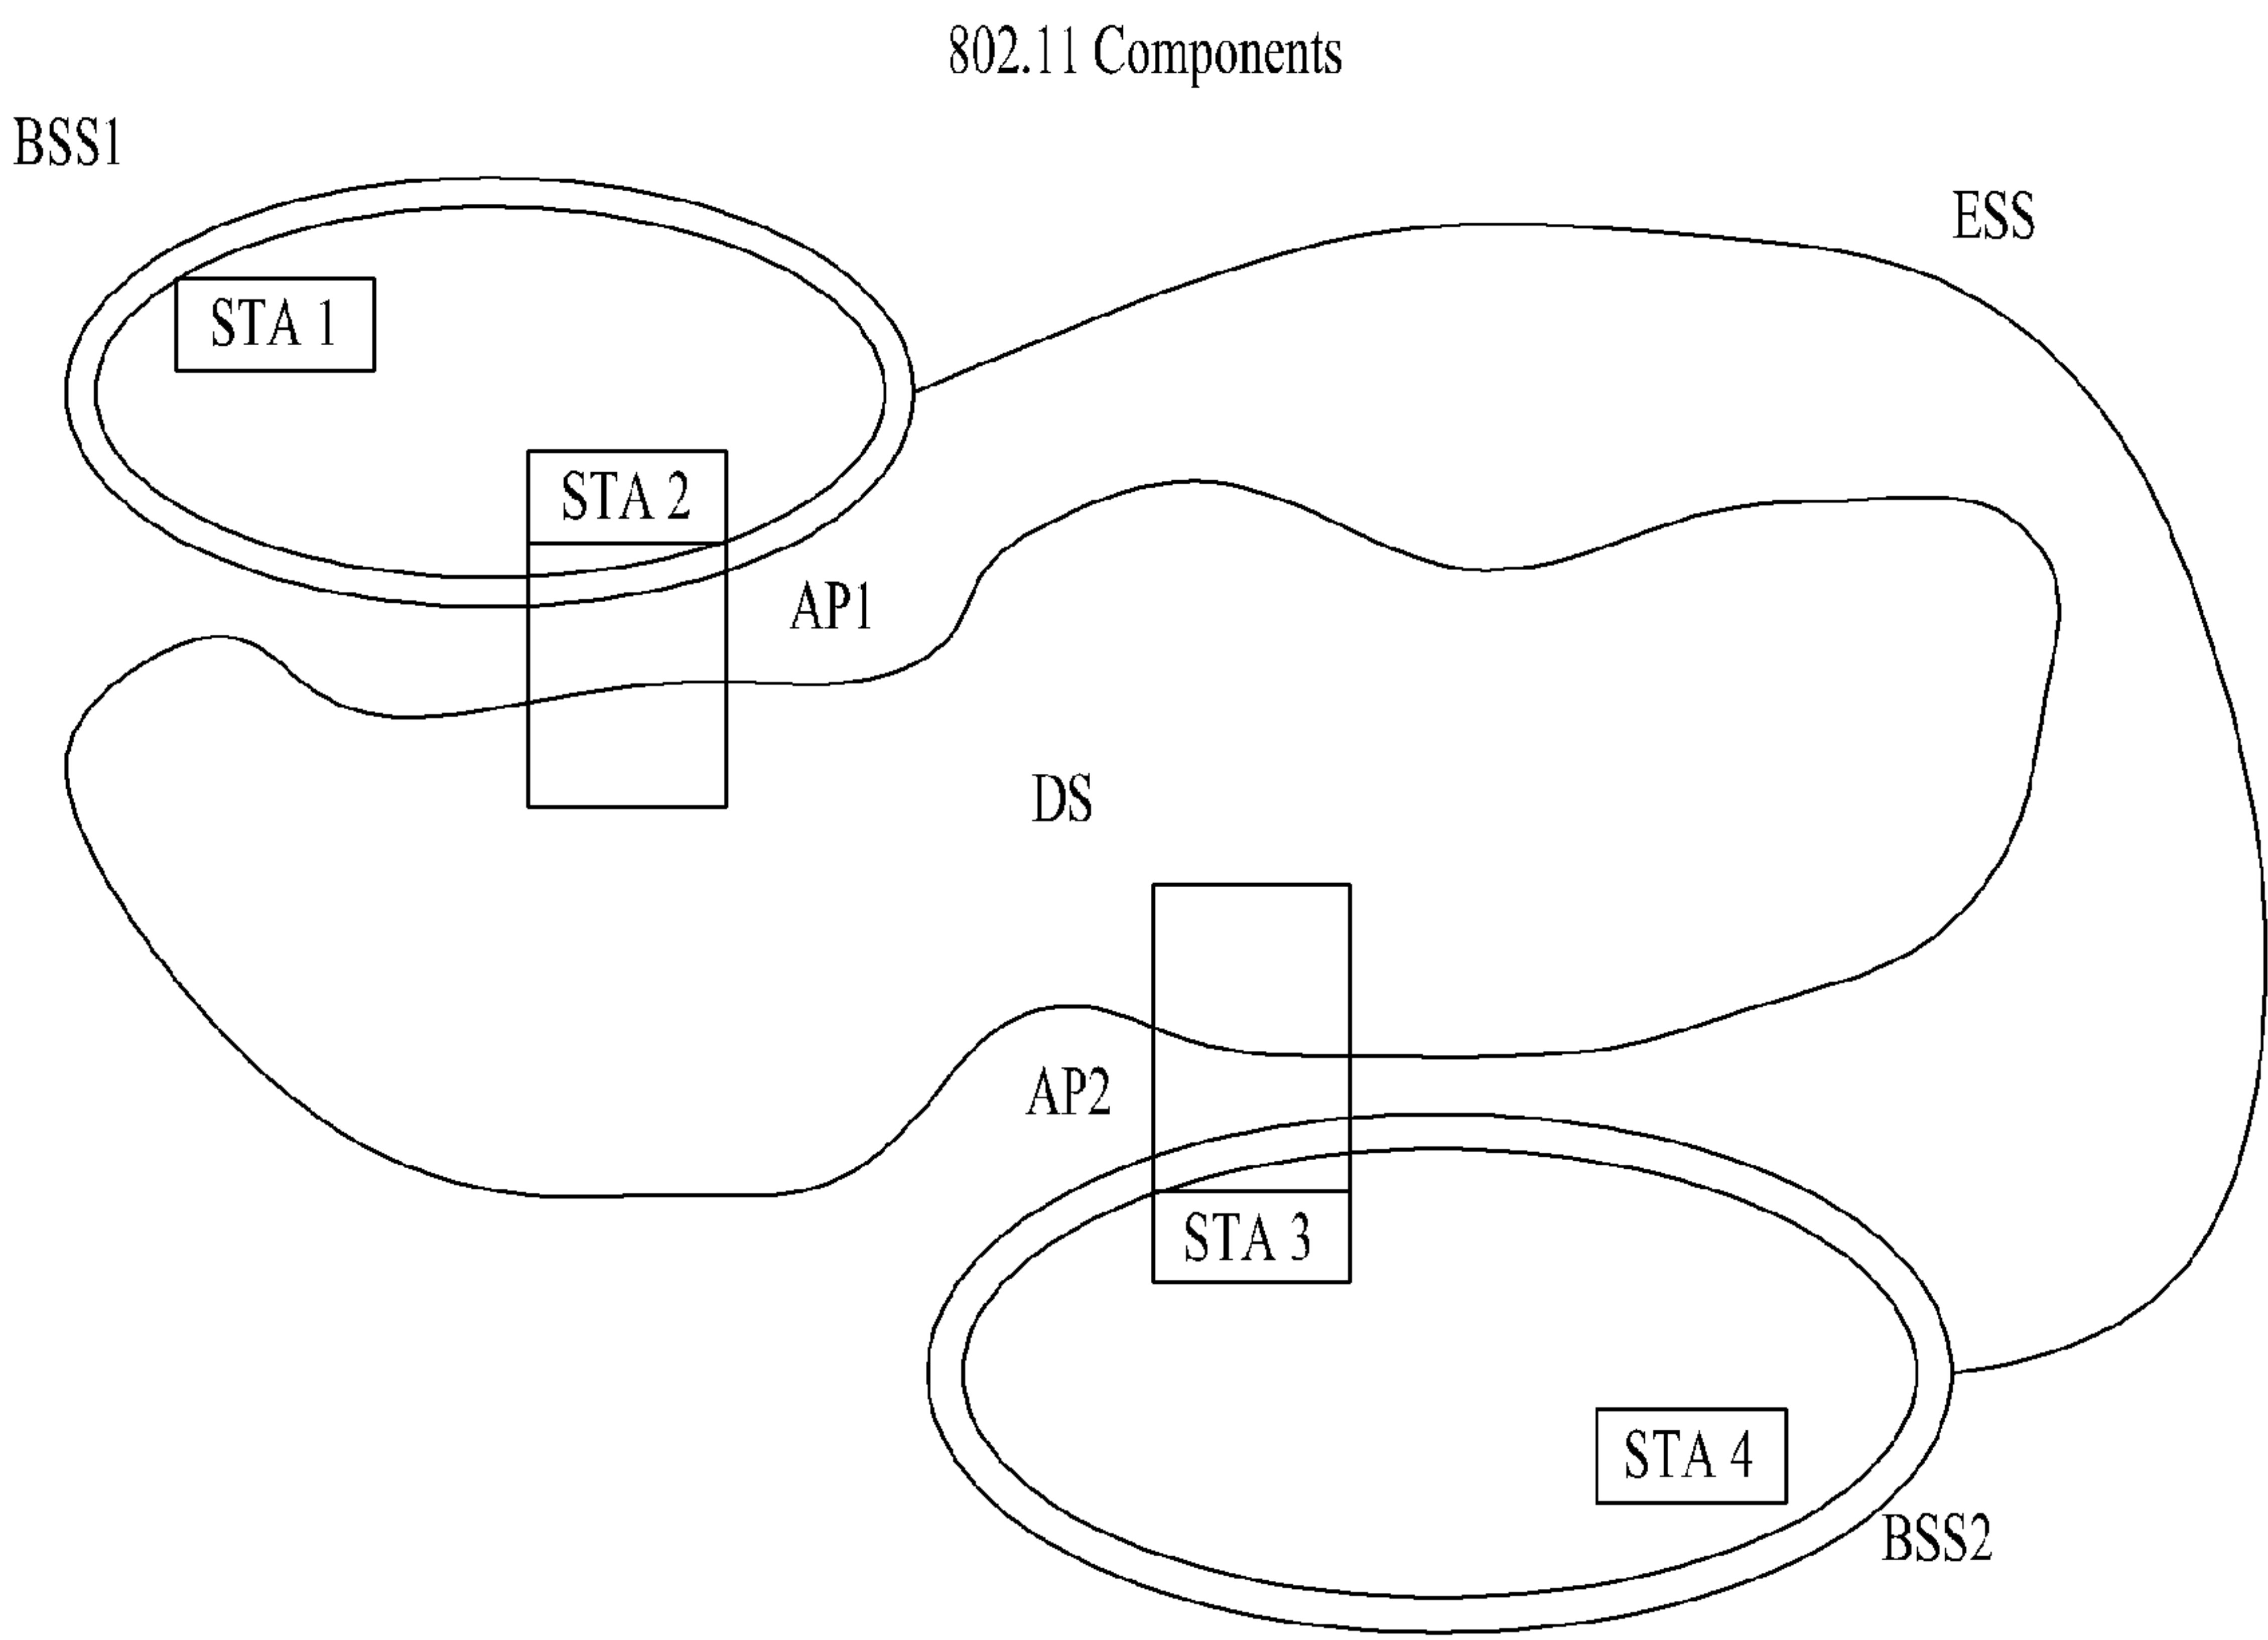 802.11 Components
BSS1
ESS
STA 1
STA 2
AP1
DS
AP2
STA 3
STA 4
BSS2